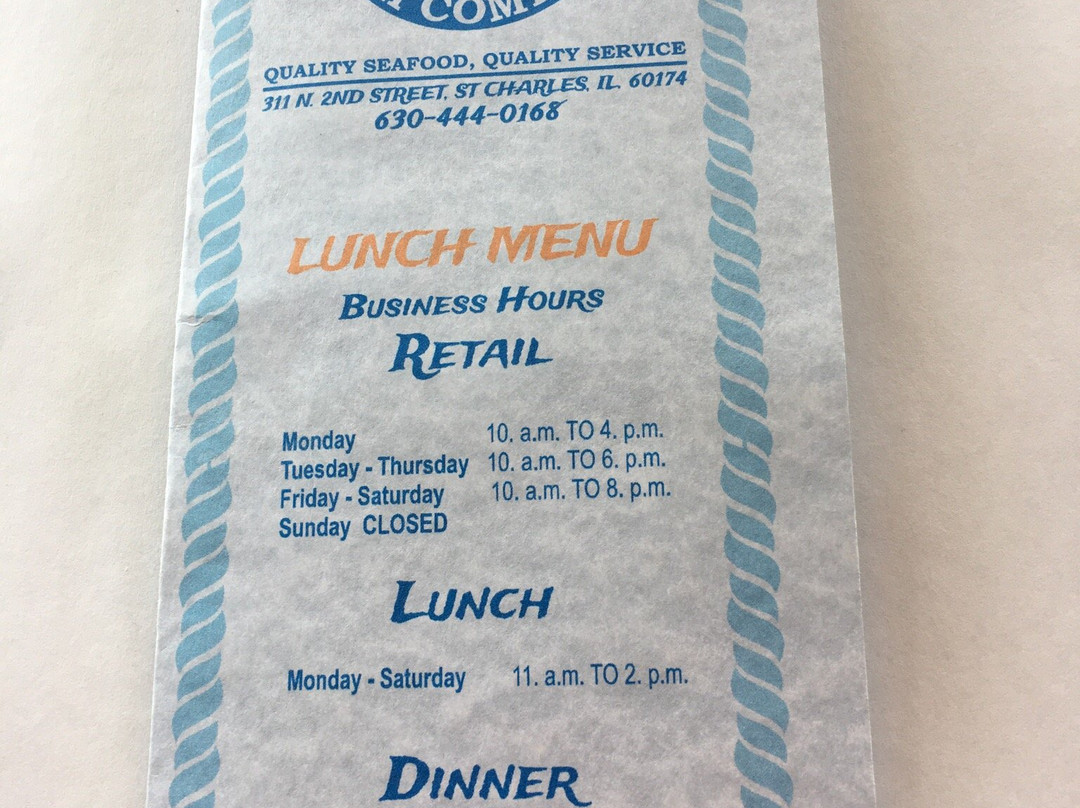 QUALITY SEAFOOD, QUALITY SERVICE
311 N. 2ND STREET, ST CHARLES, IL, 60174
630-444-0168
LUNCH MENU
BUSINESS HOURS
RETAIL
Monday 10. a.m. TO 4. p.m.
Tuesday - Thursday 10. a.m. TO 6. p.m.
Friday - Saturday 10. a.m. TO 8. p.m.
Sunday CLOSED
LUNCH
Monday - Saturday 11. a.m. TO 2. p.m.
DINNER